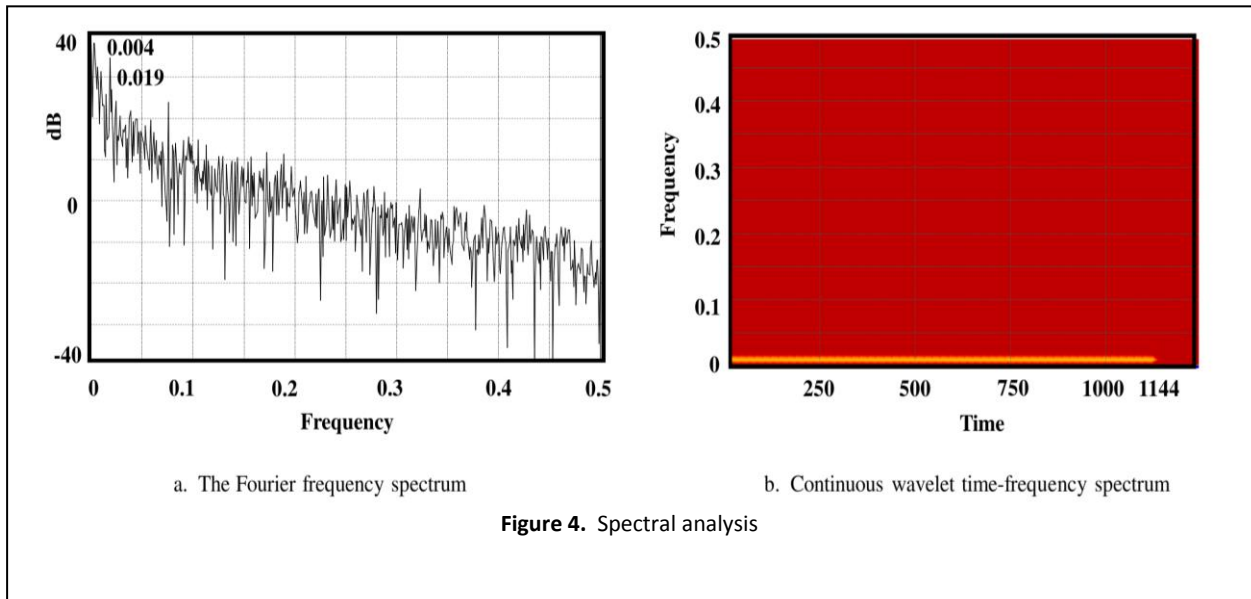 40
0.004
0.019
dB
0
-40
0 0.1 0.2 0.3 0.4 0.5
Frequency
a. The Fourier frequency spectrum
0.5
0.4
0.3
0.2
0.1
0
Frequency
250 500 750 1000 1144
Time
b. Continuous wavelet time-frequency spectrum
Figure 4. Spectral analysis